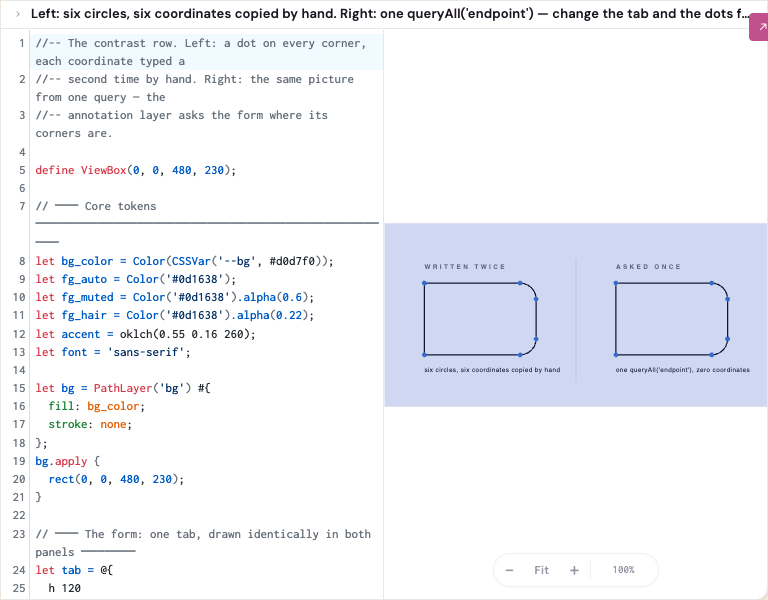 Left: six circles, six coordinates copied by hand. Right: one queryAll('endpoint') — change the tab and the dots f…
1 //-- The contrast row. Left: a dot on every corner,
each coordinate typed a
2 //-- second time by hand. Right: the same picture
from one query — the
3 //-- annotation layer asks the form where its
corners are.
4
5 define ViewBox(0, 0, 480, 230);
6
7 // ──── Core tokens
─────────────────────────────────────────────────────
────
8 let bg_color = Color(CSSVar('--bg', #d0d7f0));
9 let fg_auto = Color('#0d1638');
10 let fg_muted = Color('#0d1638').alpha(0.6);
11 let fg_hair = Color('#0d1638').alpha(0.22);
12 let accent = oklch(0.55 0.16 260);
13 let font = 'sans-serif';
14
15 let bg = PathLayer('bg') #{
16 fill: bg_color;
17 stroke: none;
18 };
19 bg.apply {
20 rect(0, 0, 480, 230);
21 }
22
23 // ──── The form: one tab, drawn identically in both
panels ────────
24 let tab = @{
25 h 120
WRITTEN TWICE
six circles, six coordinates copied by hand
ASKED ONCE
one queryAll('endpoint'), zero coordinates
− Fit + 100%